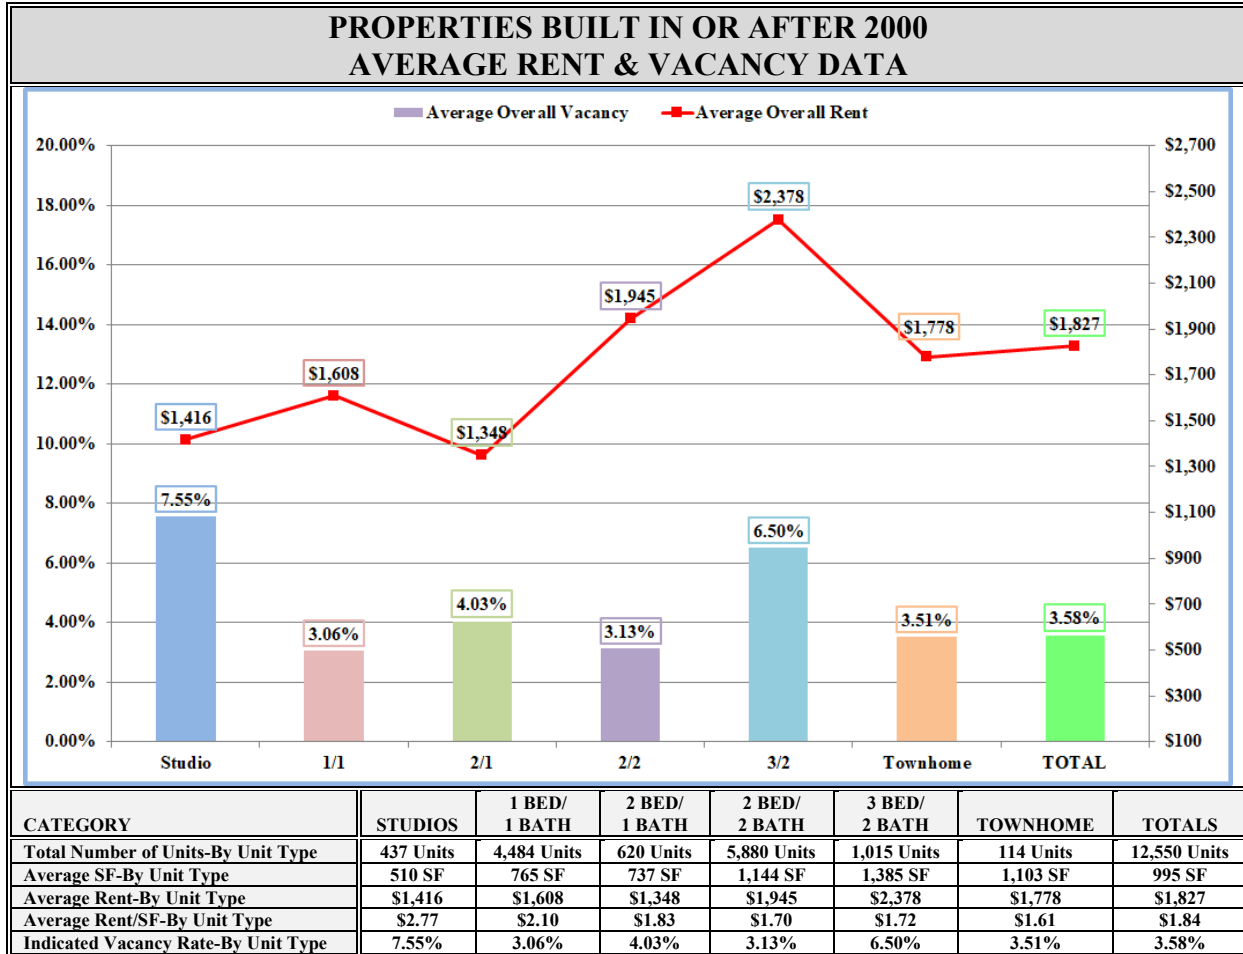 PROPERTIES BUILT IN OR AFTER 2000
AVERAGE RENT & VACANCY DATA
Average Overall Vacancy Average Overall Rent
20.00% $2,700
$2,500
18.00% $2,378
$2,300
16.00%
$2,100
$1,945
14.00% $1,900
$1,778 $1,827
12.00% $1,700
$1,608
$1,500
$1,416 $1,348
10.00%
$1,300
8.00% $1,100
7.55%
6.50%
$900
6.00%
$700
4.03%
4.00% 3.06% 3.13% 3.51% 3.58%
$500
2.00%
$300
0.00% $100
Studio 1/1 2/1 2/2 3/2 Townhome TOTAL
CATEGORY STUDIOS 1 BED/ 1 BATH 2 BED/ 1 BATH 2 BED/ 2 BATH 3 BED/ 2 BATH TOWNHOME TOTALS
Total Number of Units-By Unit Type 437 Units 4,484 Units 620 Units 5,880 Units 1,015 Units 114 Units 12,550 Units
Average SF-By Unit Type 510 SF 765 SF 737 SF 1,144 SF 1,385 SF 1,103 SF 995 SF
Average Rent-By Unit Type $1,416 $1,608 $1,348 $1,945 $2,378 $1,778 $1,827
Average Rent/SF-By Unit Type $2.77 $2.10 $1.83 $1.70 $1.72 $1.61 $1.84
Indicated Vacancy Rate-By Unit Type 7.55% 3.06% 4.03% 3.13% 6.50% 3.51% 3.58%